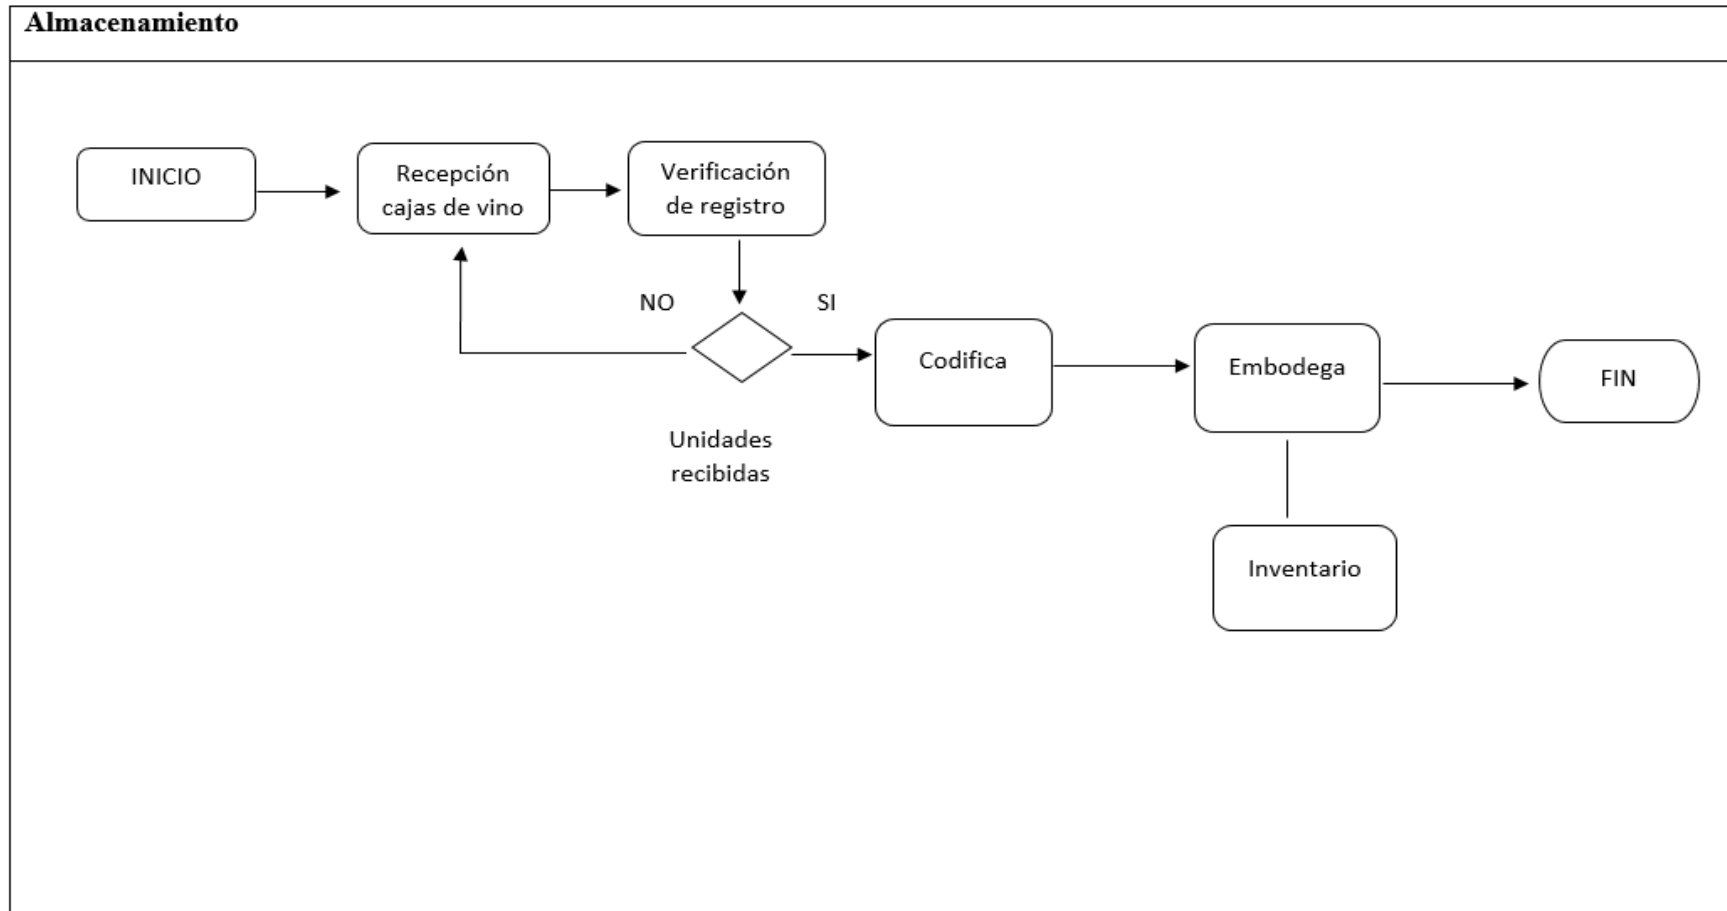 Almacenamiento
INICIO
Recepción
cajas de vino
Verificación
de registro
NO
SI
Codifica
Embodega
FIN
Unidades
recibidas
Inventario